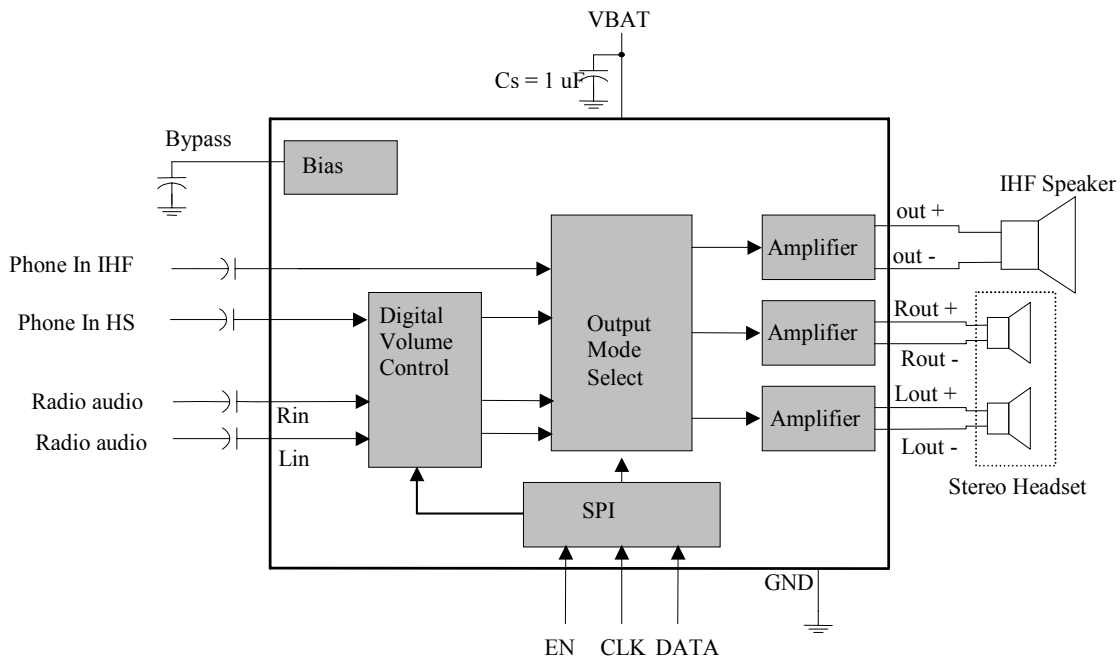 VBAT
Cs = 1 uF
Bypass
Bias
IHF Speaker
out +
Amplifier
out -
Phone In IHF
Phone In HS
Digital
Volume
Control
Output
Mode
Select
Rout +
Amplifier
Rout -
Radio audio
Rin
Lout +
Amplifier
Radio audio
Lin
Lout -
Stereo Headset
SPI
GND
EN CLK DATA